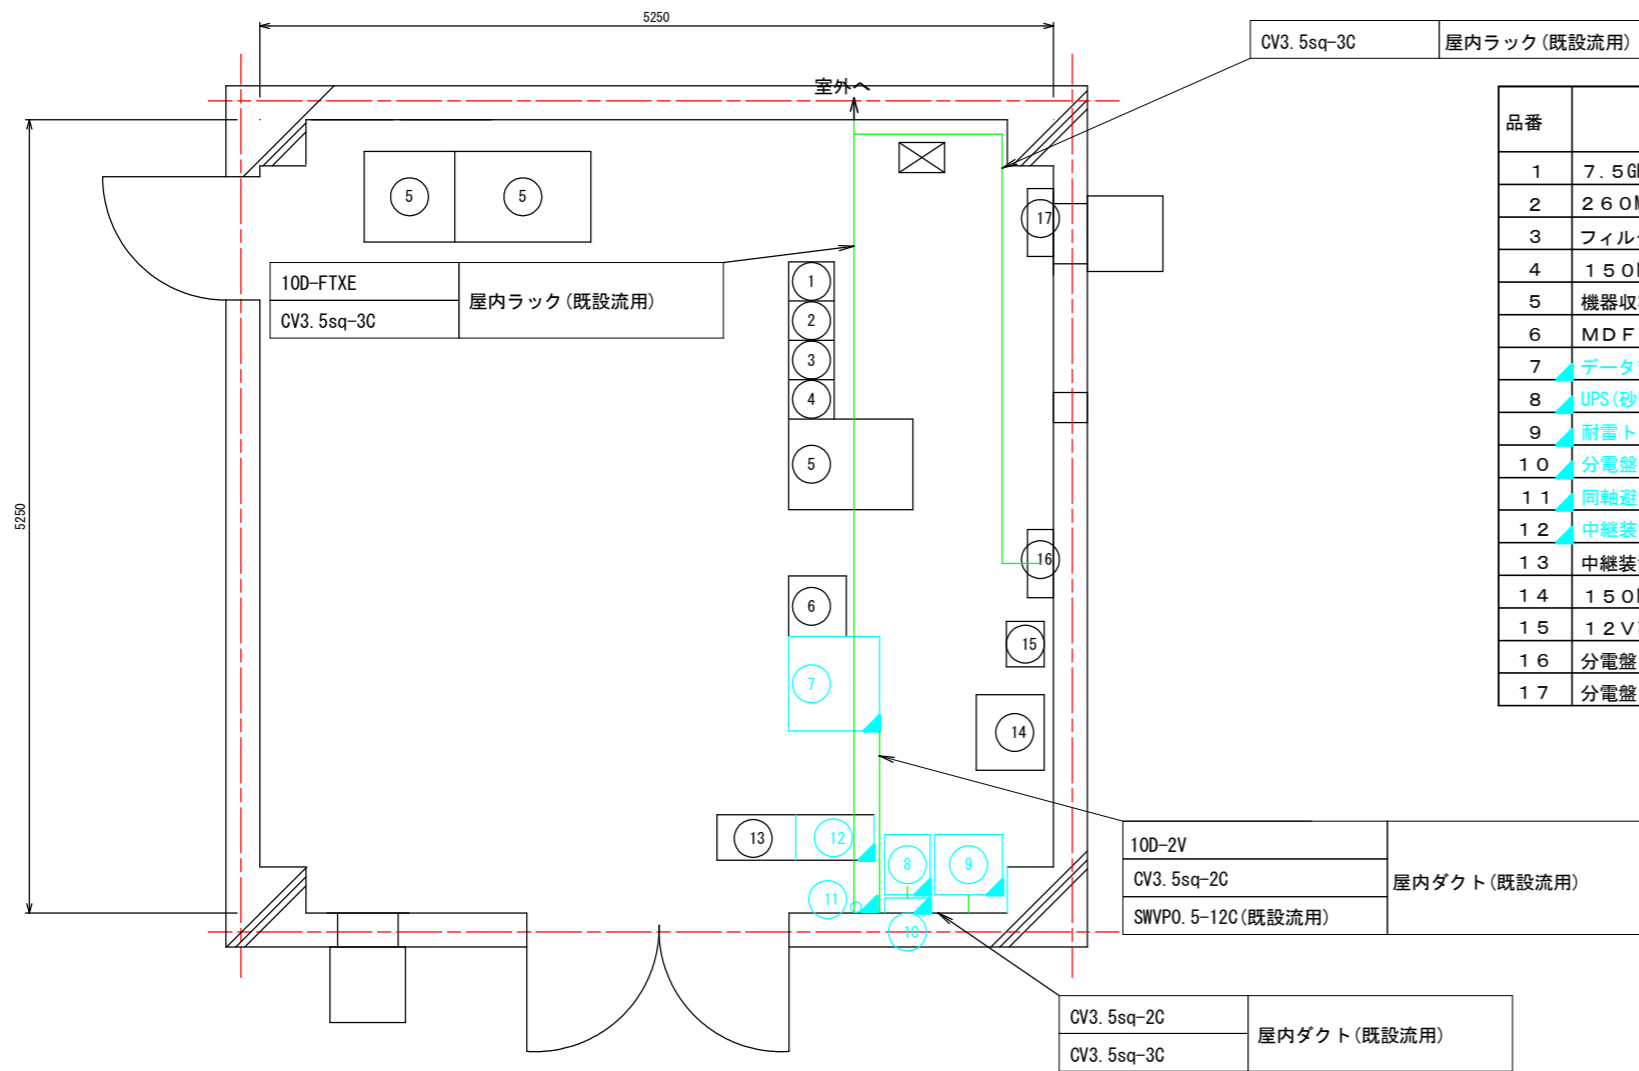 5250
CV3.5sq-3C
屋内ラック(既設流用)
室外へ
品番
1 7.5G
2 260M
3 フィル
4 150
5 機器収
6 MDF
7 データ
8 UPS(砂
9 耐雷ト
10 分電盤
11 同軸避
12 中継装
13 中継装
14 150
15 12V
16 分電盤
17 分電盤
5
5
17
10D-FTXE
CV3.5sq-3C
屋内ラック(既設流用)
1
2
3
4
5
5250
16
6
15
7
14
13
12
8
9
11
10
10D-2V
CV3.5sq-2C
SWVP0.5-12C(既設流用)
屋内ダクト(既設流用)
CV3.5sq-2C
CV3.5sq-3C
屋内ダクト(既設流用)